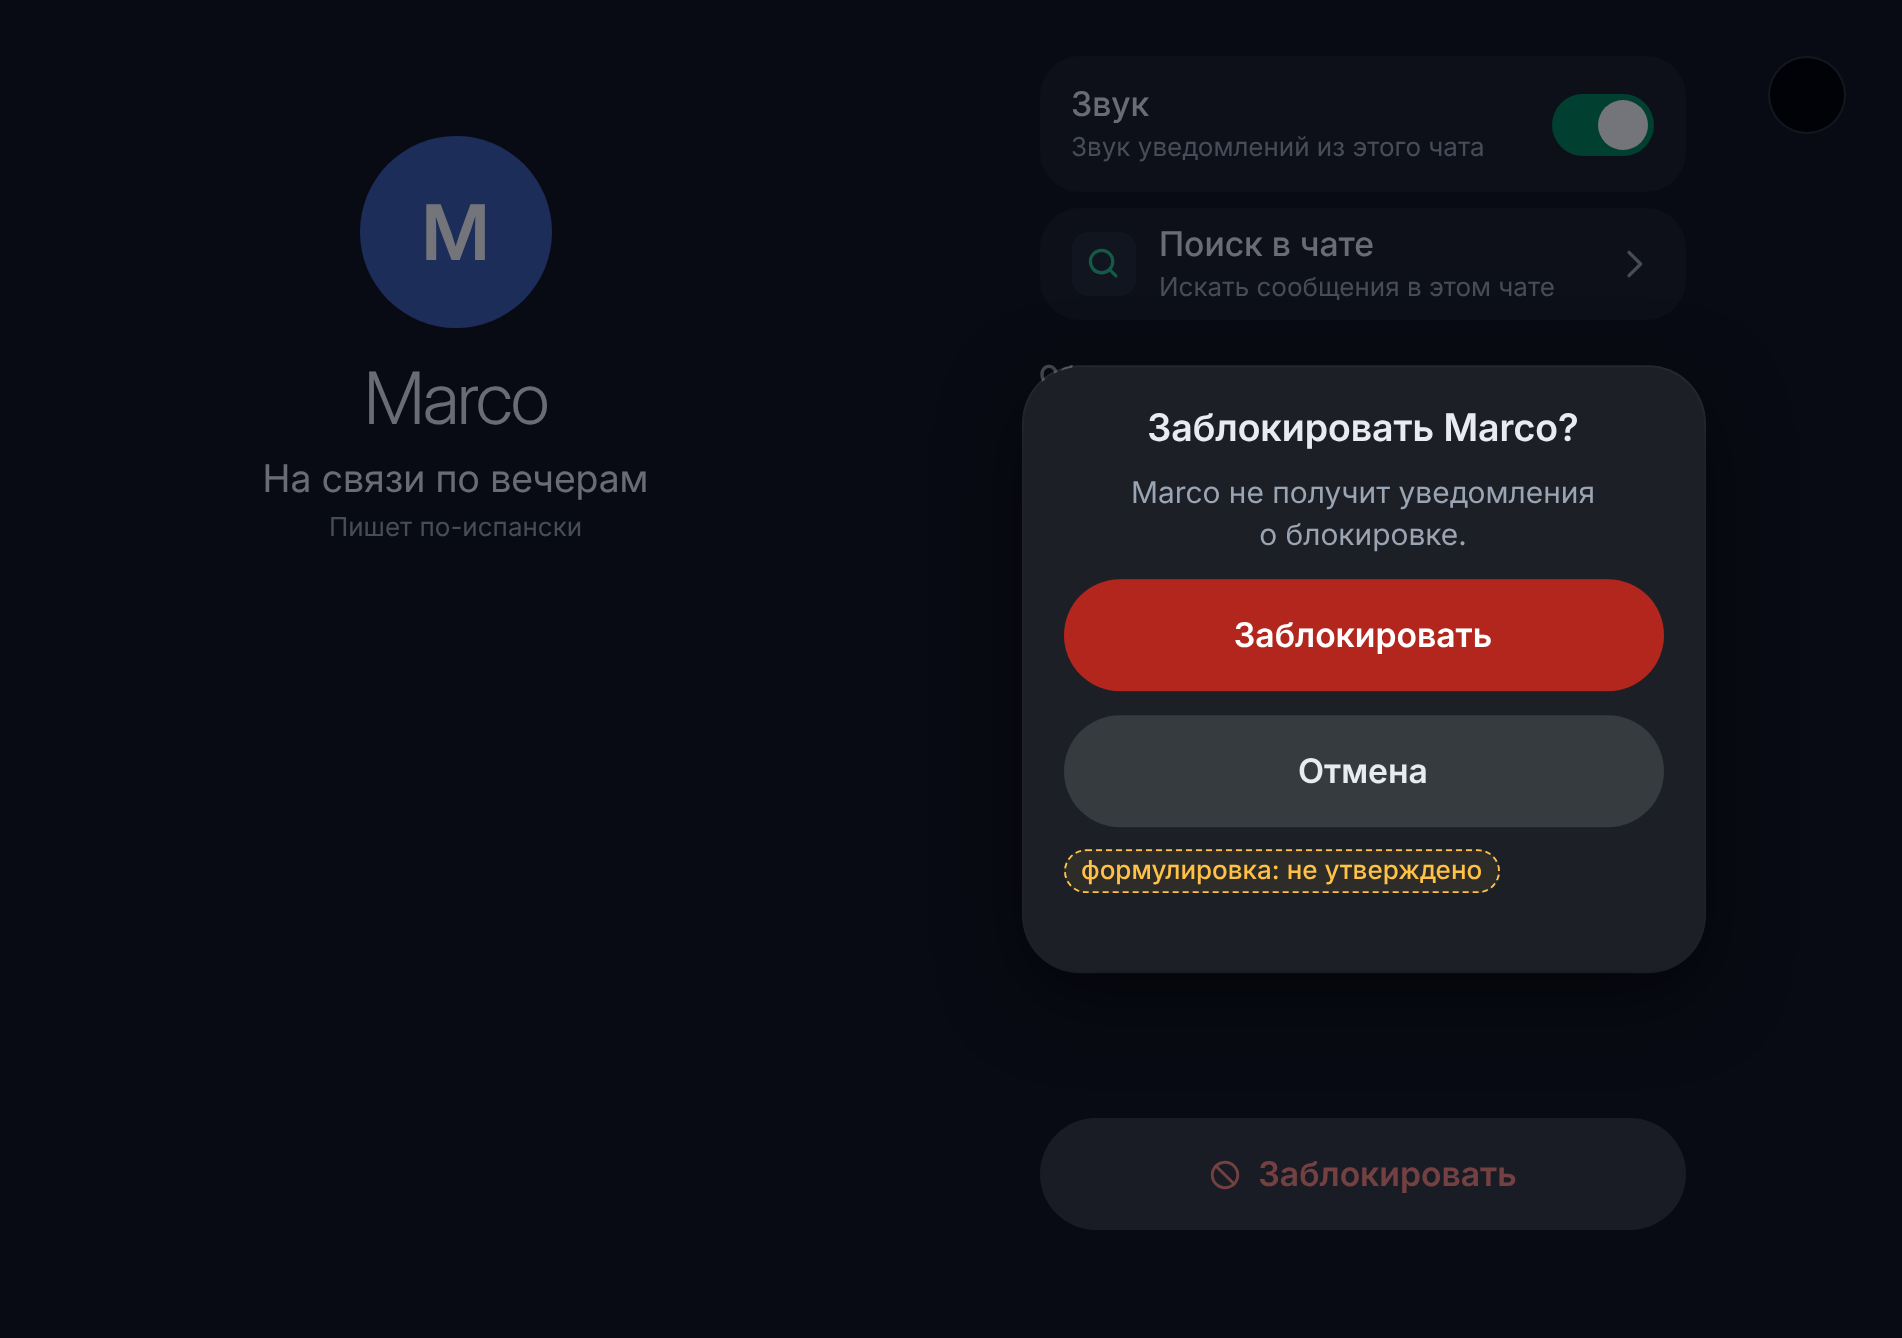 M
Marco
На связи по вечерам
Пишет по-испански
Звук
Звук уведомлений из этого чата
Поиск в чате
Искать сообщения в этом чате
Заблокировать Marco?
Marco не получит уведомления
о блокировке.
Заблокировать
Отмена
формулировка: не утверждено
Заблокировать